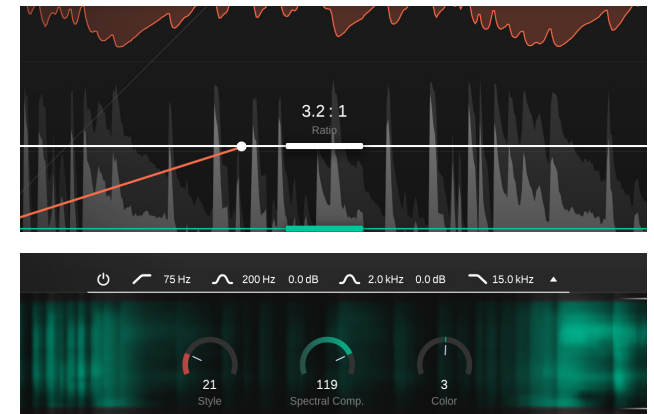 3.2 : 1
Ratio
75 Hz 200 Hz 0.0 dB 2.0 kHz 0.0 dB 15.0 kHz
21 119 3
Style Spectral Comp. Color